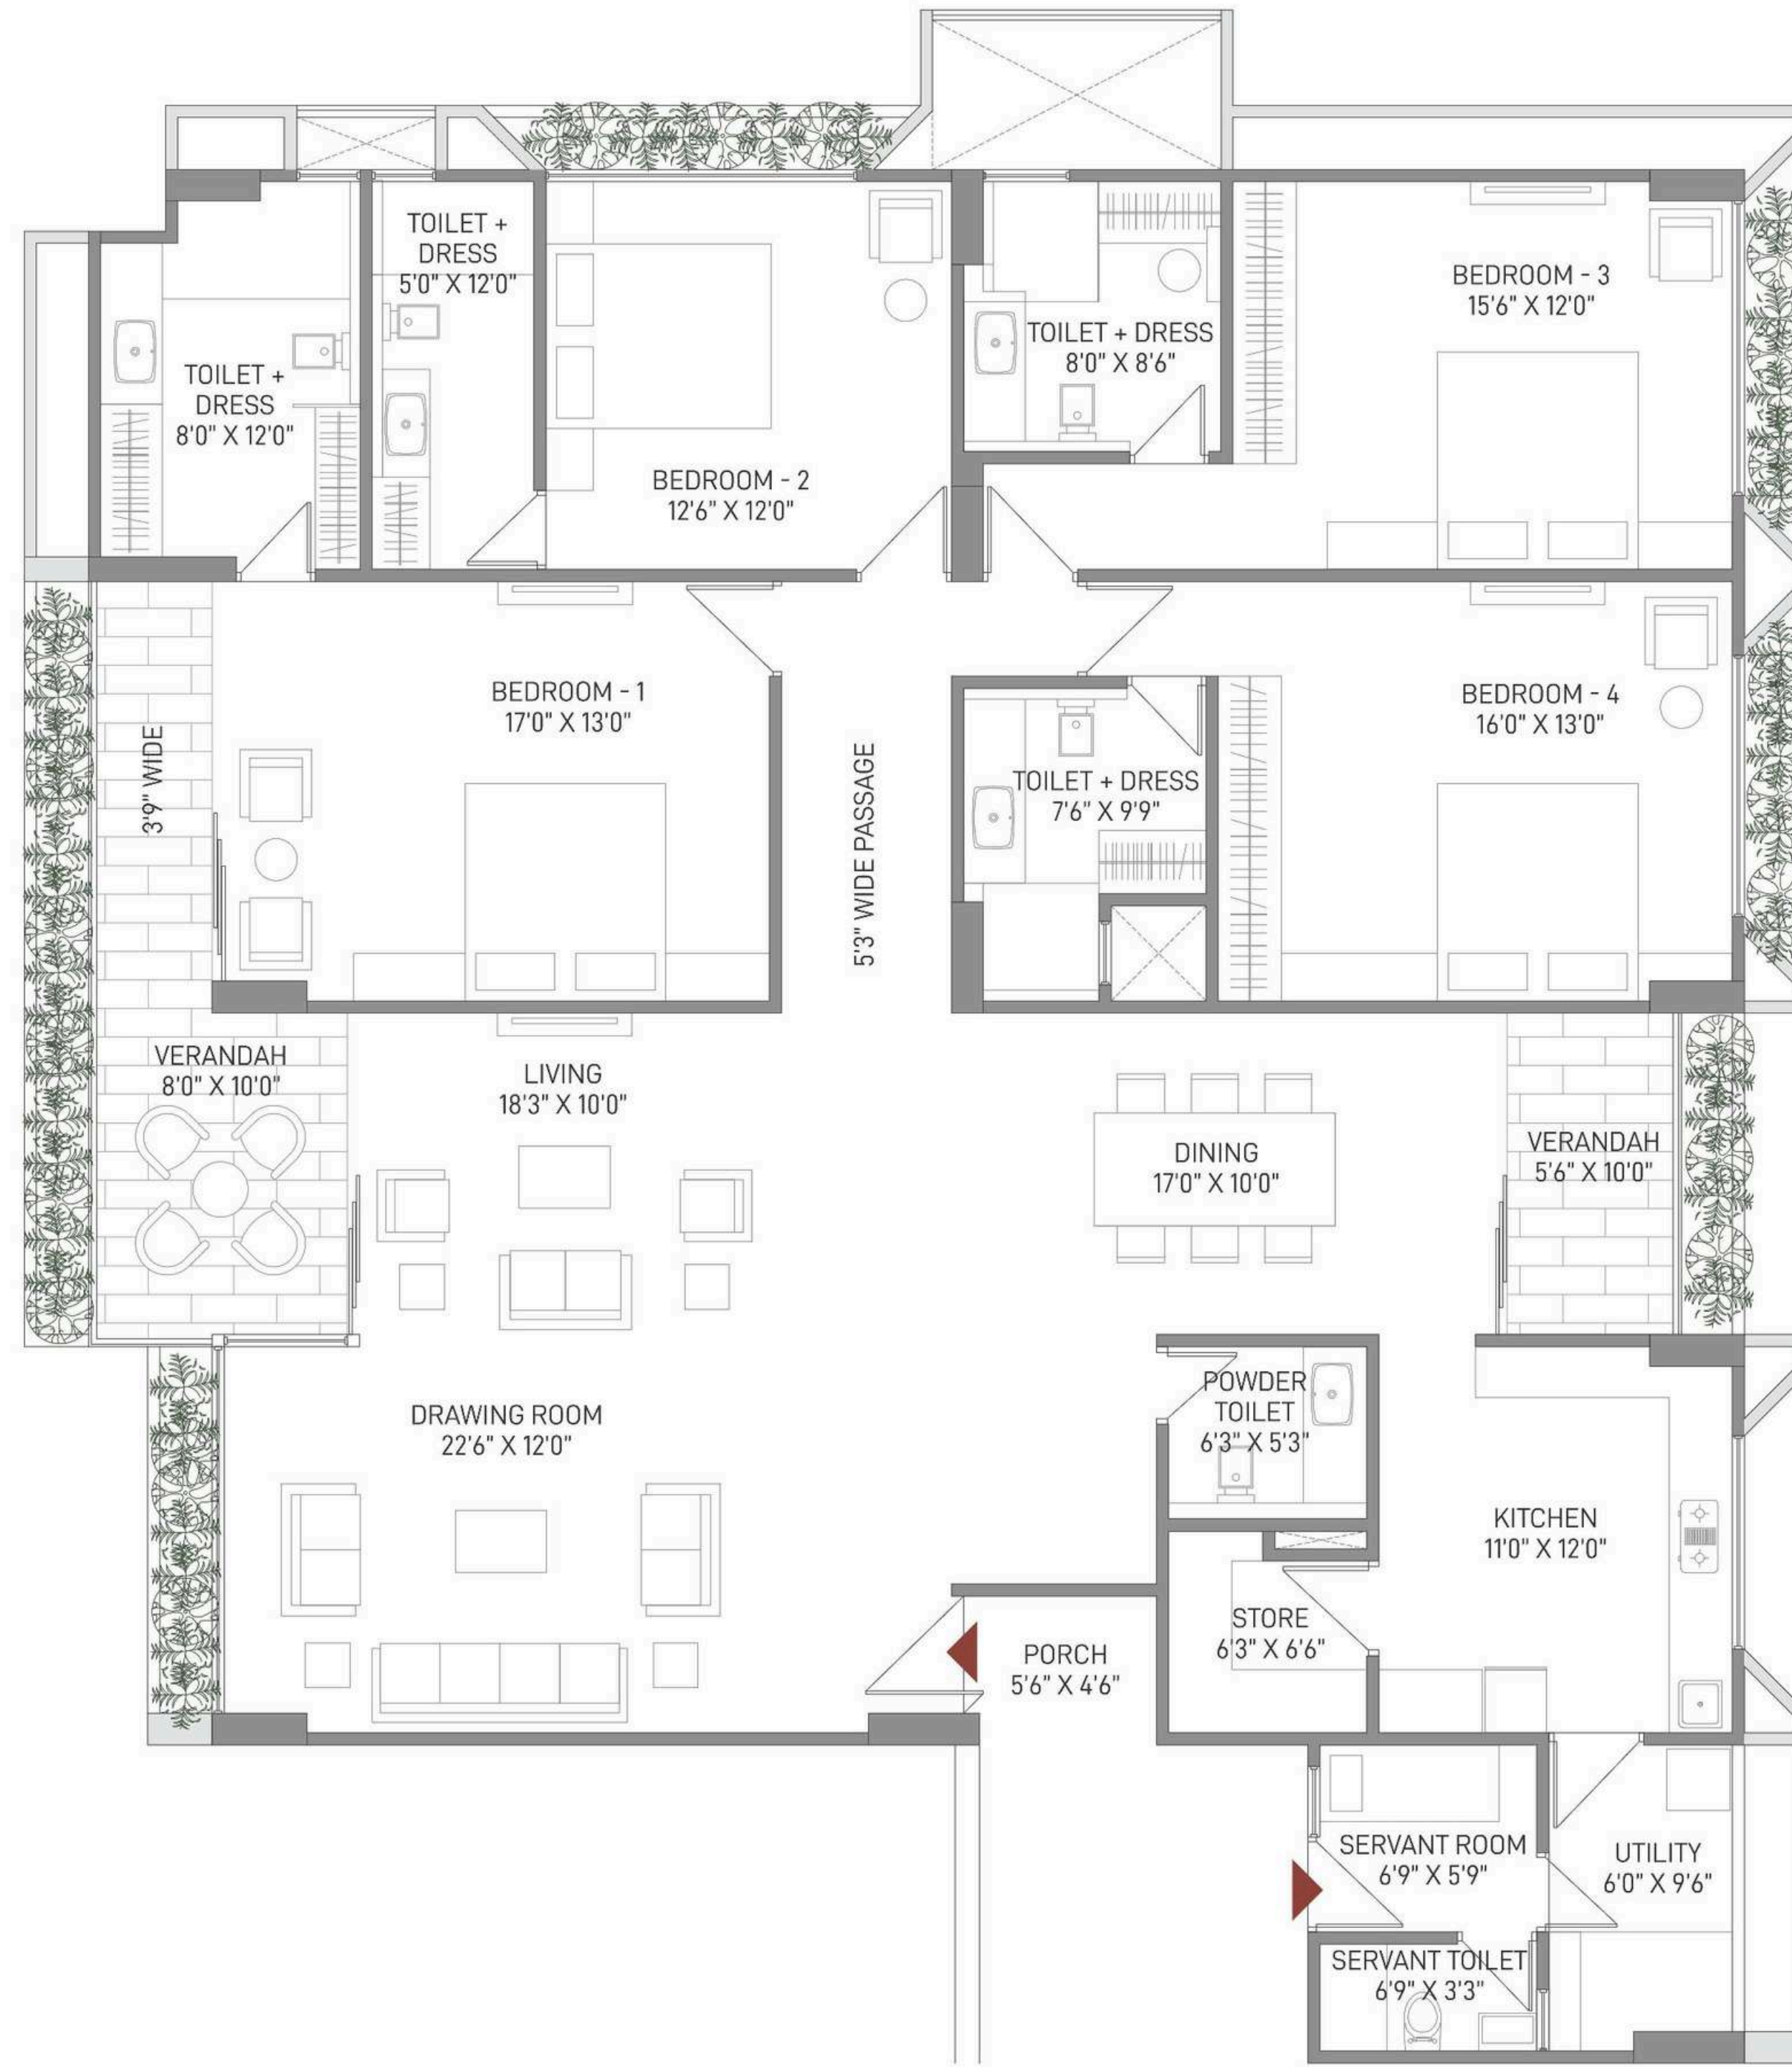 TOILET +
DRESS
5'0" X 12'0"
TOILET +
DRESS
8'0" X 12'0"
BEDROOM - 2
12'6" X 12'0"
TOILET + DRESS
8'0" X 8'6"
BEDROOM - 3
15'6" X 12'0"
3'9" WIDE
BEDROOM - 1
17'0" X 13'0"
5'3" WIDE PASSAGE
TOILET + DRESS
7'6" X 9'9"
BEDROOM - 4
16'0" X 13'0"
VERANDAH
8'0" X 10'0"
LIVING
18'3" X 10'0"
DINING
17'0" X 10'0"
VERANDAH
5'6" X 10'0"
DRAWING ROOM
22'6" X 12'0"
POWDER
TOILET
6'3" X 5'3"
KITCHEN
11'0" X 12'0"
STORE
6'3" X 6'6"
PORCH
5'6" X 4'6"
SERVANT ROOM
6'9" X 5'9"
UTILITY
6'0" X 9'6"
SERVANT TOILET
6'9" X 3'3"